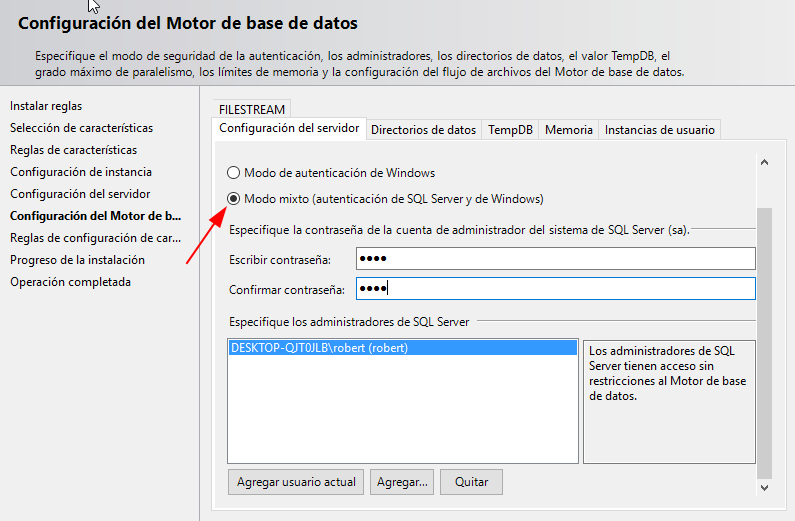 Configuración del Motor de base de datos
Especifique el modo de seguridad de la autenticación, los administradores, los directorios de datos, el valor TempDB, el
grado máximo de paralelismo, los límites de memoria y la configuración del flujo de archivos del Motor de base de datos.
Instalar reglas
Selección de características
Reglas de características
Configuración de instancia
Configuración del servidor
Configuración del Motor de b...
Reglas de configuración de car...
Progreso de la instalación
Operación completada
FILESTREAM
Configuración del servidor
Directorios de datos
TempDB
Memoria
Instancias de usuario
Modo de autenticación de Windows
Modo mixto (autenticación de SQL Server y de Windows)
Especifique la contraseña de la cuenta de administrador del sistema de SQL Server (sa).
Escribir contraseña: ●●●●
Confirmar contraseña: ●●●●
Especifique los administradores de SQL Server
DESKTOP-QJT0JLB\robert (robert)
Los administradores de SQL
Server tienen acceso sin
restricciones al Motor de base
de datos.
Agregar usuario actual
Agregar...
Quitar